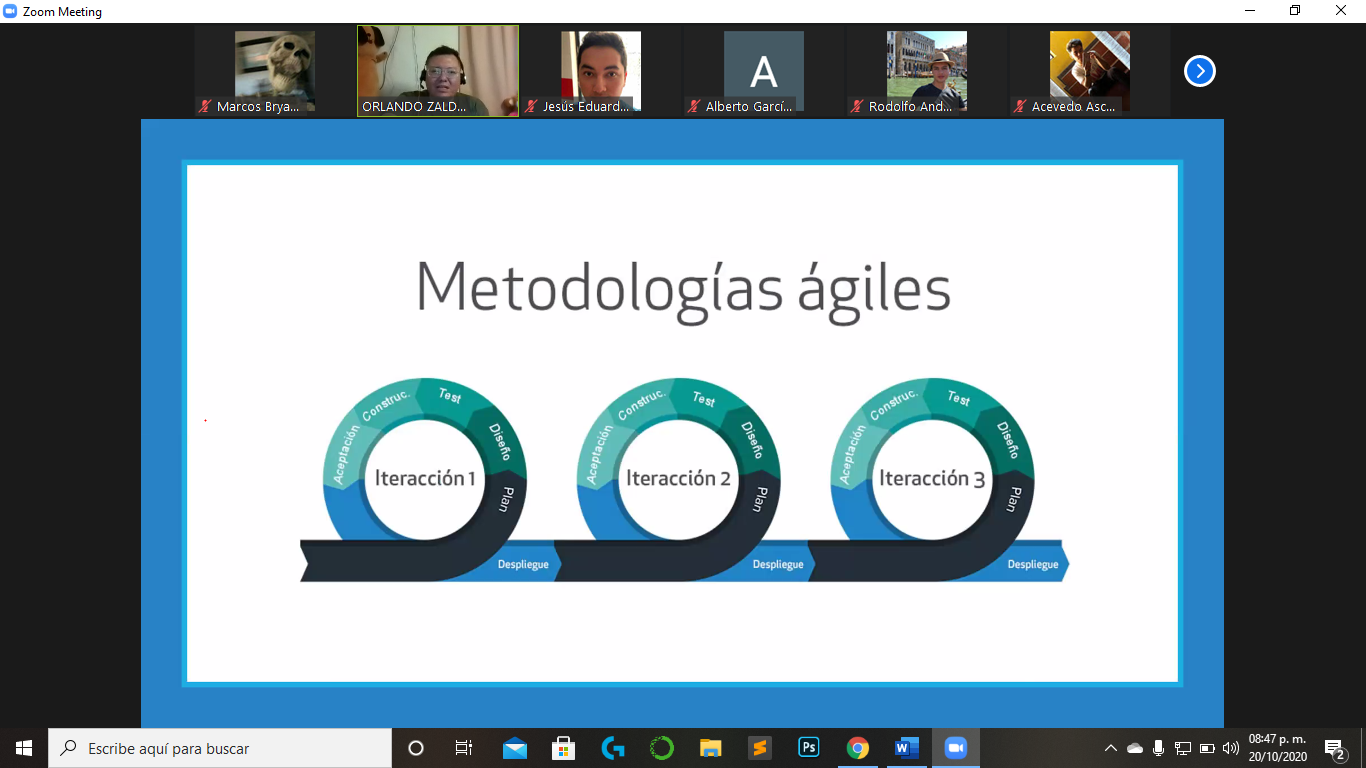 Zoom Meeting
Marcos Brya...
ORLANDO ZALD...
Jesús Eduard...
A
Alberto Garcí...
Rodolfo And...
Acevedo Asc...
Metodologías ágiles
Aceptación
Construc.
Test
Diseño
Plan
Iteracción 1
Despliegue
Aceptación
Construc.
Test
Diseño
Plan
Iteracción 2
Despliegue
Aceptación
Construc.
Test
Diseño
Plan
Iteracción 3
Despliegue
Escribe aquí para buscar
Ps
W
08:47 p. m.
20/10/2020
2